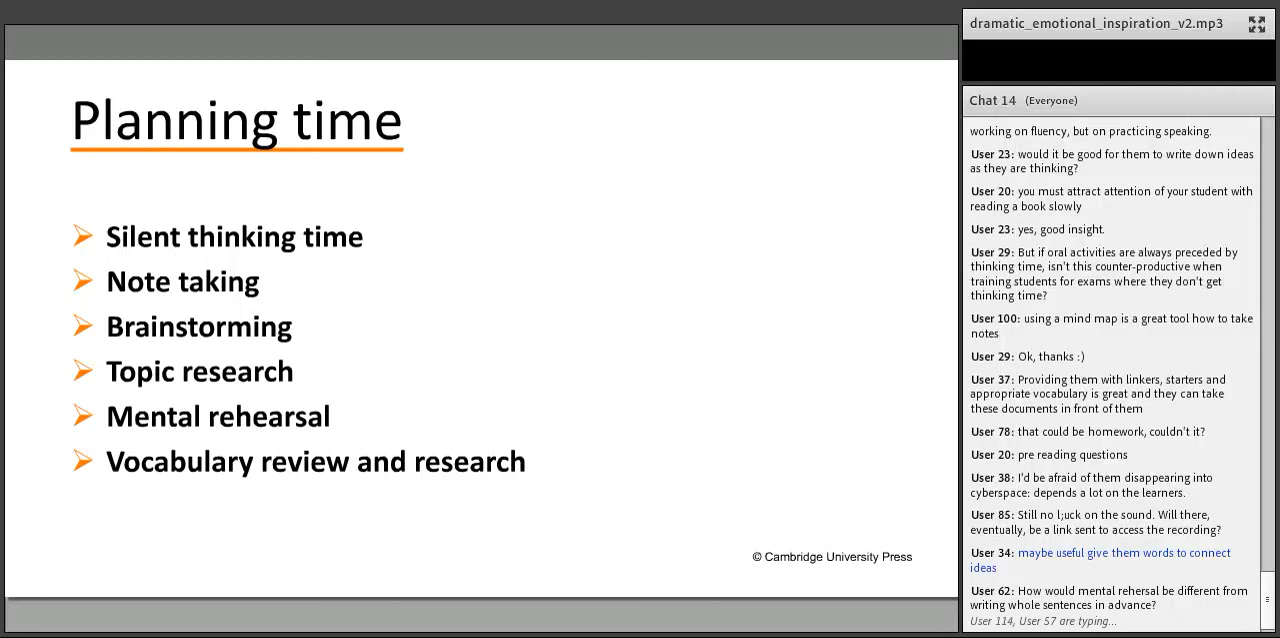 Planning time
Silent thinking time
Note taking
Brainstorming
Topic research
Mental rehearsal
Vocabulary review and research
© Cambridge University Press
dramatic_emotional_inspiration_v2.mp3
Chat 14 (Everyone)
working on fluency, but on practicing speaking.
User 23: would it be good for them to write down ideas
as they are thinking?
User 20: you must attract attention of your student with
reading a book slowly
User 23: yes, good insight.
User 29: But if oral activities are always preceded by
thinking time, isn't this counter-productive when
training students for exams where they don't get
thinking time?
User 100: using a mind map is a great tool how to take
notes
User 29: Ok, thanks :)
User 37: Providing them with linkers, starters and
appropriate vocabulary is great and they can take
these documents in front of them
User 78: that could be homework, couldn't it?
User 20: pre reading questions
User 38: I'd be afraid of them disappearing into
cyberspace: depends a lot on the learners.
User 85: Still no l;uck on the sound. Will there,
eventually, be a link sent to access the recording?
User 34: maybe useful give them words to connect
ideas
User 62: How would mental rehersal be different from
writing whole sentences in advance?
User 114, User 57 are typing...